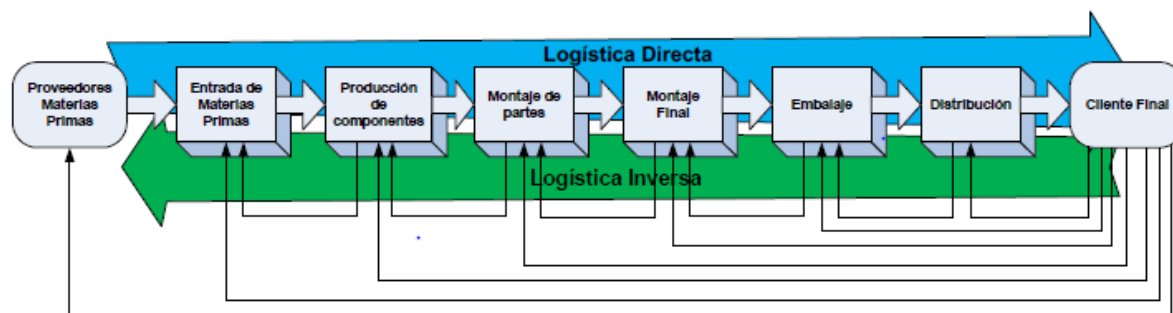 Logística Directa
Proveedores
Materias
Primas
Entrada de
Materias
Primas
Producción
de
componentes
Montaje de
partes
Montaje
Final
Embalaje
Distribución
Cliente Final
Logística Inversa